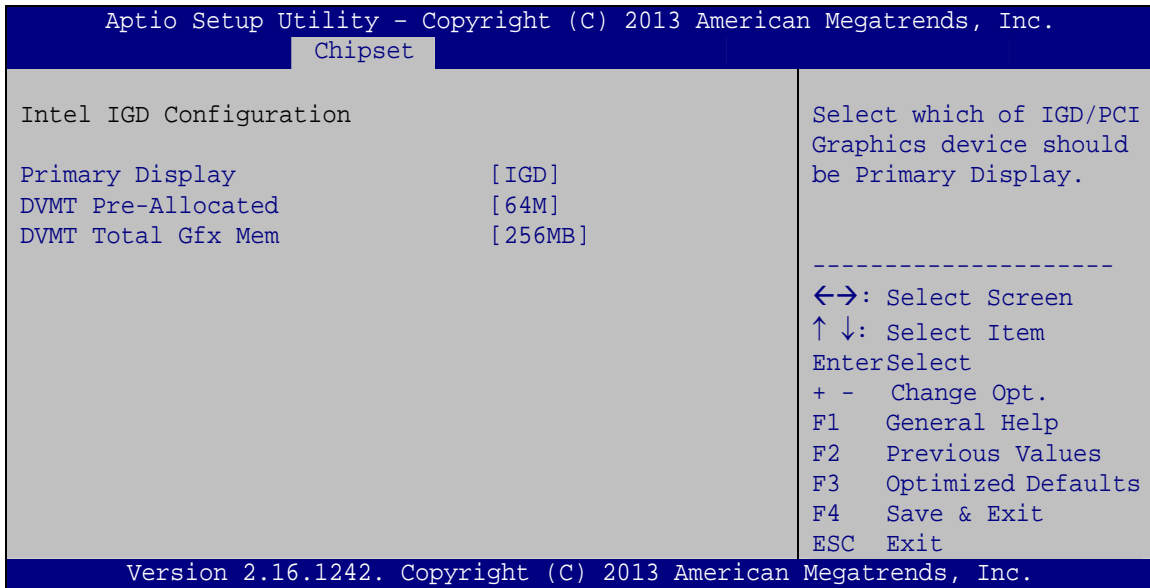 Aptio Setup Utility – Copyright (C) 2013 American Megatrends, Inc.
Chipset
Intel IGD Configuration
Primary Display [IGD]
DVMT Pre-Allocated [64M]
DVMT Total Gfx Mem [256MB]
Select which of IGD/PCI
Graphics device should
be Primary Display.
---------------------
←→: Select Screen
↑ ↓: Select Item
EnterSelect
+ - Change Opt.
F1 General Help
F2 Previous Values
F3 Optimized Defaults
F4 Save & Exit
ESC Exit
Version 2.16.1242. Copyright (C) 2013 American Megatrends, Inc.